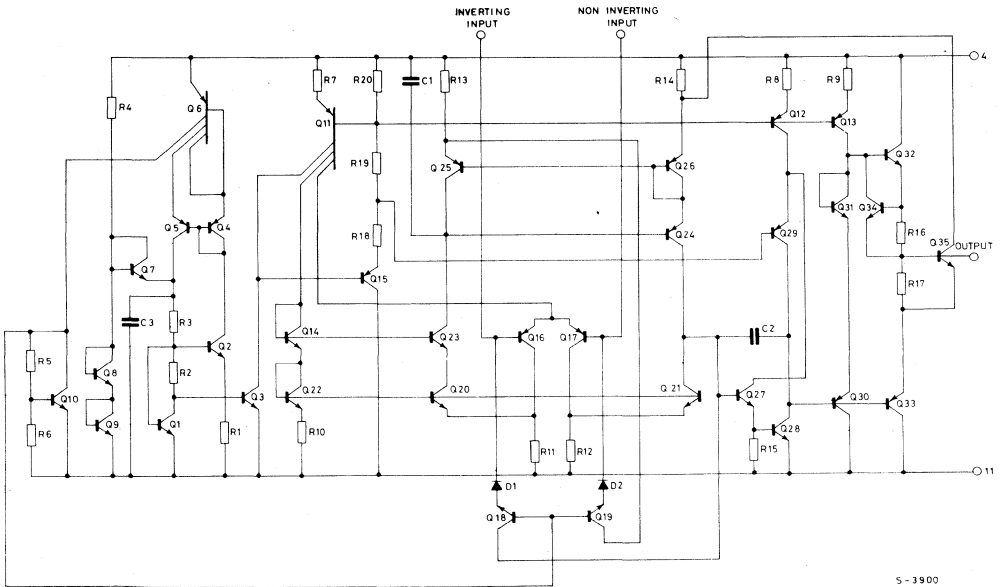 INVERTING
INPUT
NON INVERTING
INPUT
4
R4
Q6
R7
R20
C1
R13
R14
R8
R9
Q11
Q12
Q13
Q32
R19
Q25
Q26
Q31
Q34
Q5
Q4
R18
Q24
Q29
R16
Q35
OUTPUT
Q7
Q15
R17
C3
R3
Q14
Q23
Q16
Q17
C2
Q2
R5
Q8
R2
Q10
Q3
Q22
Q20
Q21
Q27
Q30
Q33
R6
Q9
Q1
R1
R10
R11
R12
R15
Q28
11
D1
D2
Q18
Q19
S-3900